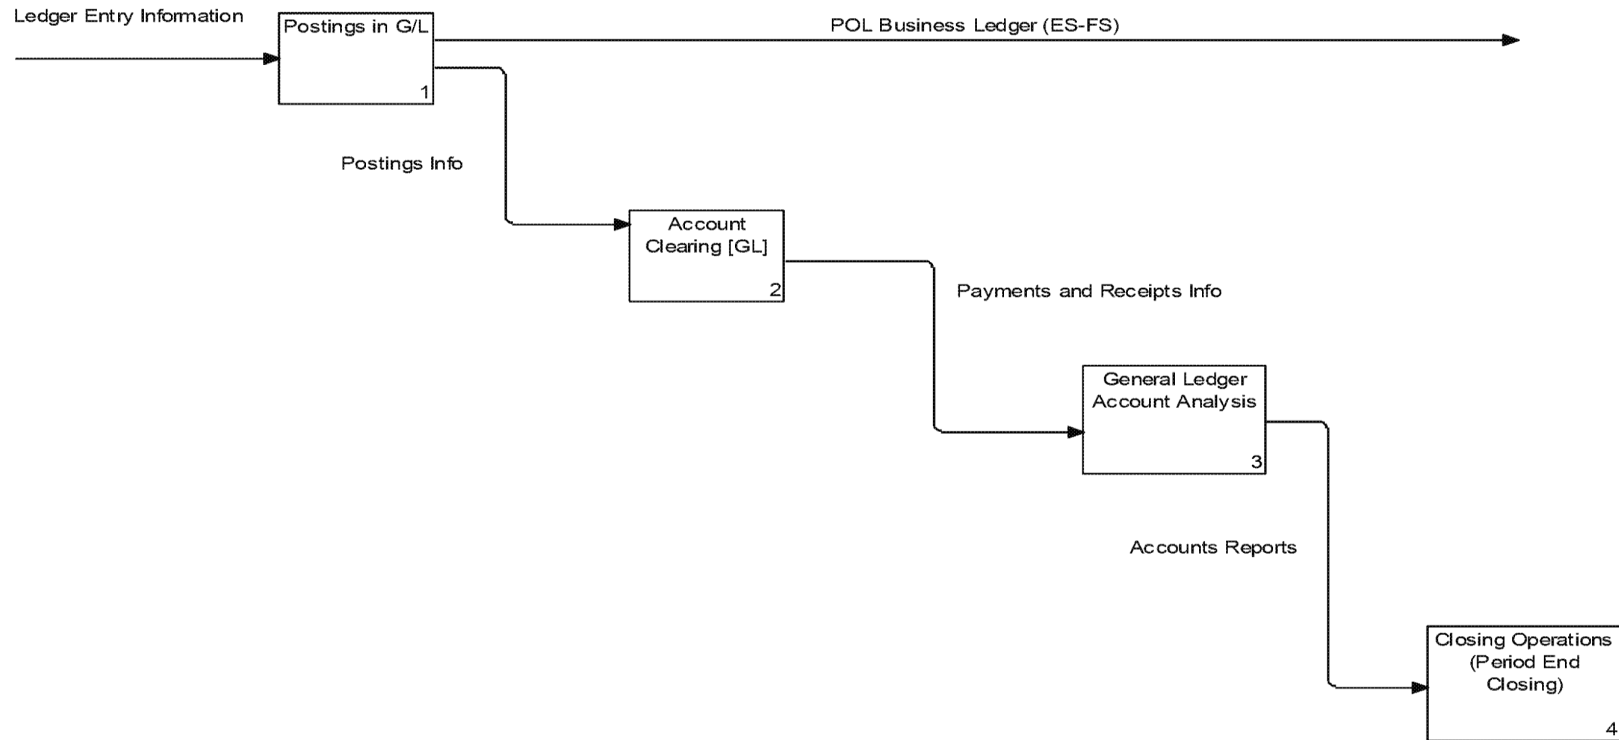 Ledger Entry Information
Postings in G/L
1
POL Business Ledger (ES-FS)
Postings Info
Account
Clearing [GL]
2
Payments and Receipts Info
General Ledger
Account Analysis
3
Accounts Reports
Closing Operations
(Period End
Closing)
4